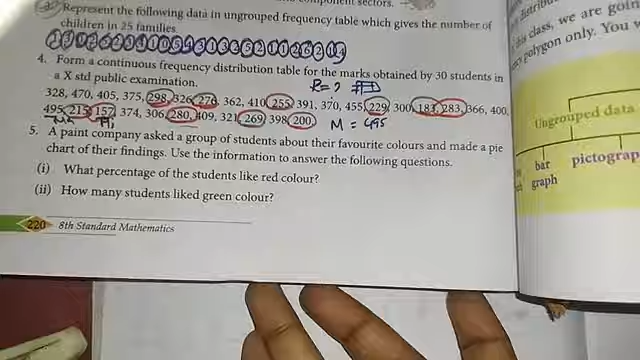 component sectors.
3. Represent the following data in ungrouped frequency table which gives the number of
children in 25 families.
4. Form a continuous frequency distribution table for the marks obtained by 30 students in
a X std public examination.
R = ?
328, 470, 405, 375, 298, 326, 276, 362, 410, 255, 391, 370, 455, 229, 300, 183, 283, 366, 400,
495, 215, 157, 374, 306, 280, 409, 321, 269, 398, 200.
M = 495
5. A paint company asked a group of students about their favourite colours and made a pie
chart of their findings. Use the information to answer the following questions.
(i) What percentage of the students like red colour?
(ii) How many students liked green colour?
220 8th Standard Mathematics
class, we are goin
polygon only. You w
Ungrouped data
bar
graph
pictograp